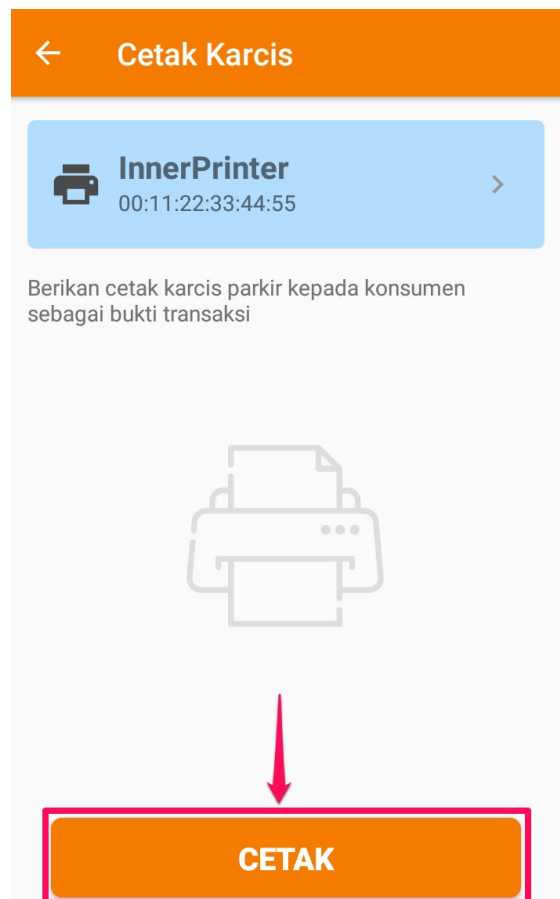 Cetak Karcis
InnerPrinter
00:11:22:33:44:55
Berikan cetak karcis parkir kepada konsumen
sebagai bukti transaksi
CETAK